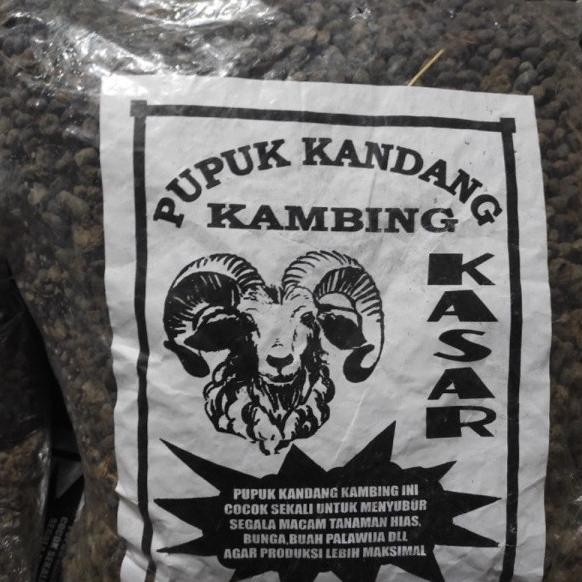 PUPUK KANDANG
KAMBING
KASAR
PUPUK KANDANG KAMBING INI
COCOK SEKALI UNTUK MENYUBUR
SEGALA MACAM TANAMAN HIAS,
BUNGA,BUAH PALAWIJA DLL
AGAR PRODUKSI LEBIH MAKSIMAL